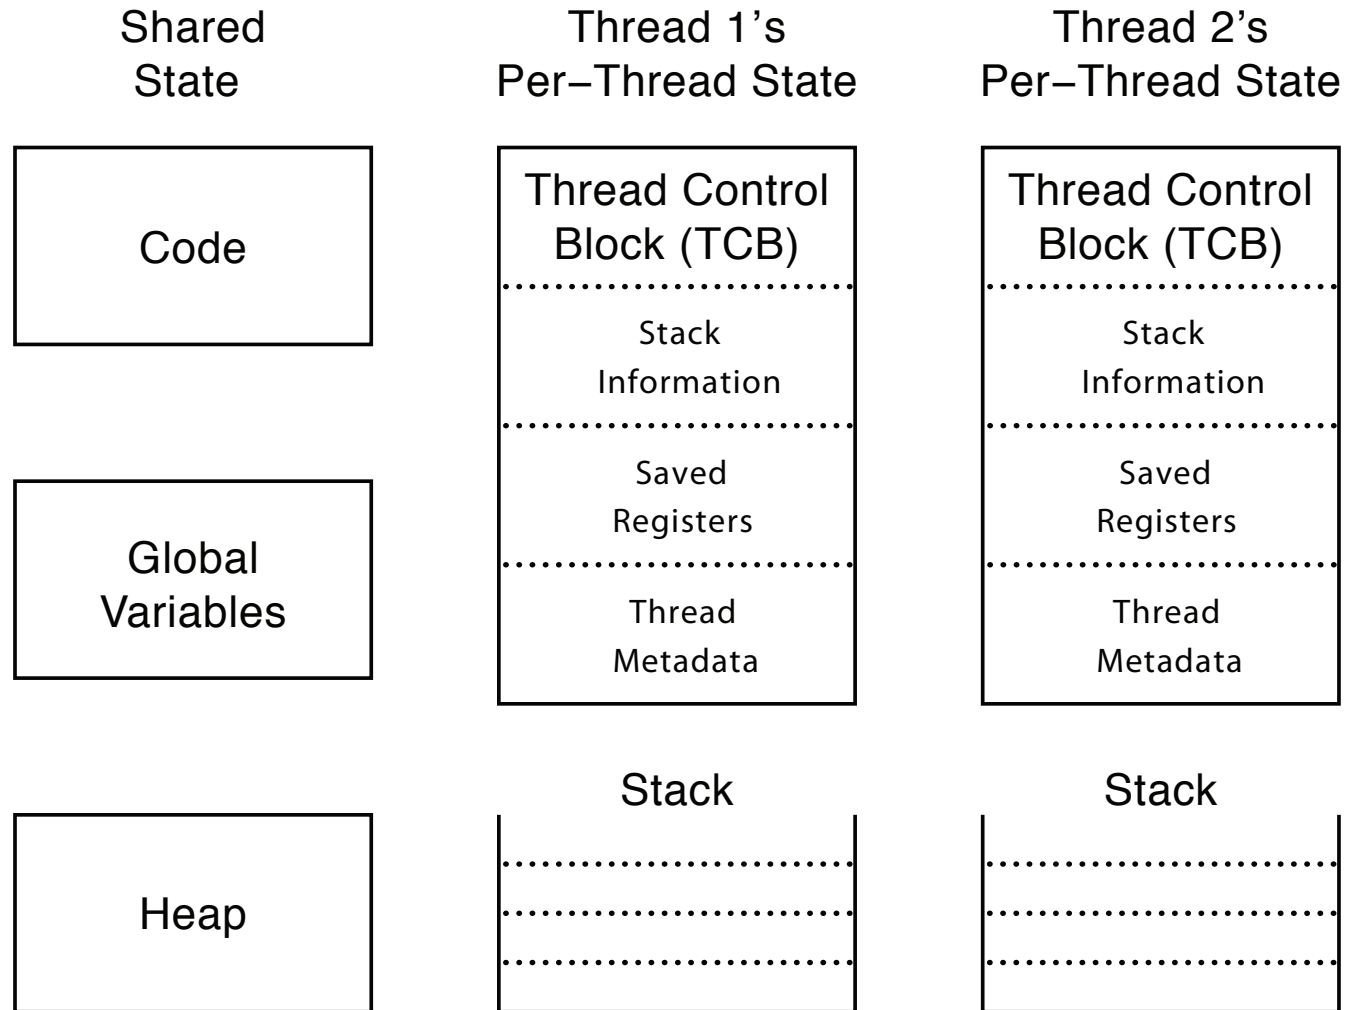 Shared
State
Thread 1’s
Per–Thread State
Thread 2’s
Per–Thread State
Code
Global
Variables
Heap
Thread Control
Block (TCB)
Stack
Information
Saved
Registers
Thread
Metadata
Stack
Thread Control
Block (TCB)
Stack
Information
Saved
Registers
Thread
Metadata
Stack